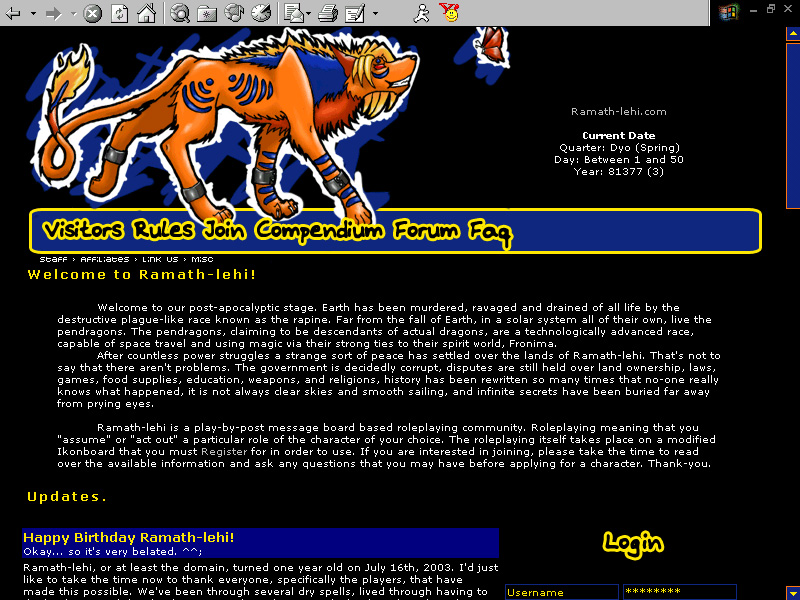 Ramath-lehi.com
Current Date
Quarter: Dyo (Spring)
Day: Between 1 and 50
Year: 81377 (3)
Visitors Rules Join Compendium Forum Faq
Staff > Affiliates > Link Us > Misc
Welcome to Ramath-lehi!
Welcome to our post-apocalyptic stage. Earth has been murdered, ravaged and drained of all life by the
destructive plague-like race known as the rapine. Far from the fall of Earth, in a solar system all of their own, live the
pendragons. The pendragons, claiming to be descendants of actual dragons, are a technologically advanced race,
capable of space travel and using magic via their strong ties to their spirit world, Fronima.
After countless power struggles a strange sort of peace has settled over the lands of Ramath-lehi. That's not to
say that there aren't problems. The government is decidedly corrupt, disputes are still held over land ownership, laws,
games, food supplies, education, weapons, and religions, history has been rewritten so many times that no-one really
knows what happened, it is not always clear skies and smooth sailing, and infinite secrets have been buried far away
from prying eyes.
Ramath-lehi is a play-by-post message board based roleplaying community. Roleplaying meaning that you
"assume" or "act out" a particular role of the character of your choice. The roleplaying itself takes place on a modified
Ikonboard that you must Register for in order to use. If you are interested in joining, please take the time to read
over the available information and ask any questions that you may have before applying for a character. Thank-you.
Updates.
Happy Birthday Ramath-lehi!
Okay... so it's very belated. ^^;
Ramath-lehi, or at least the domain, turned one year old on July 16th, 2003. I'd just
like to take the time now to thank everyone, specifically the players, that have
made this possible. We've been through several dry spells, lived through having to
Login
Username
********